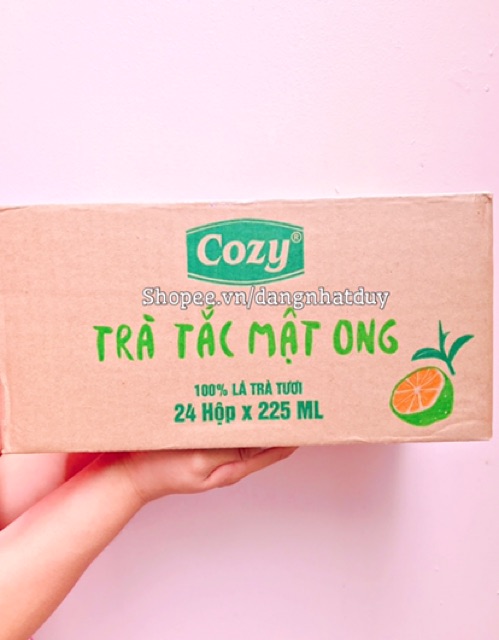 Cozy®
Shopee.vn/dangnhatduy
TRÀ TẮC MẬT ONG
100% LÁ TRÀ TƯƠI
24 Hộp x 225 ML